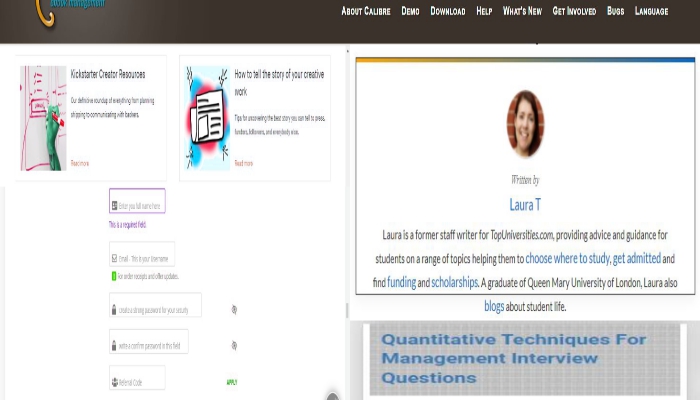 ebook management
About Calibre Demo Download Help What's New Get Involved Bugs Language
Kickstarter Creator Resources
Our definitive roundup of everything from planning
shipping to communicating with backers.
Read more
How to tell the story of your creative
work
Tips for uncovering the best story you can tell to press,
funders, followers, and everybody else.
Read more
Enter you full name here
This is a required field.
Email - This is your Username
For order receipts and offer updates.
create a strong password for your security
write a confirm password in this field
Referral Code
APPLY
Written by
Laura T
Laura is a former staff writer for TopUniversities.com, providing advice and guidance for
students on a range of topics helping them to choose where to study, get admitted and
find funding and scholarships. A graduate of Queen Mary University of London, Laura also
blogs about student life.
Quantitative Techniques For
Management Interview
Questions